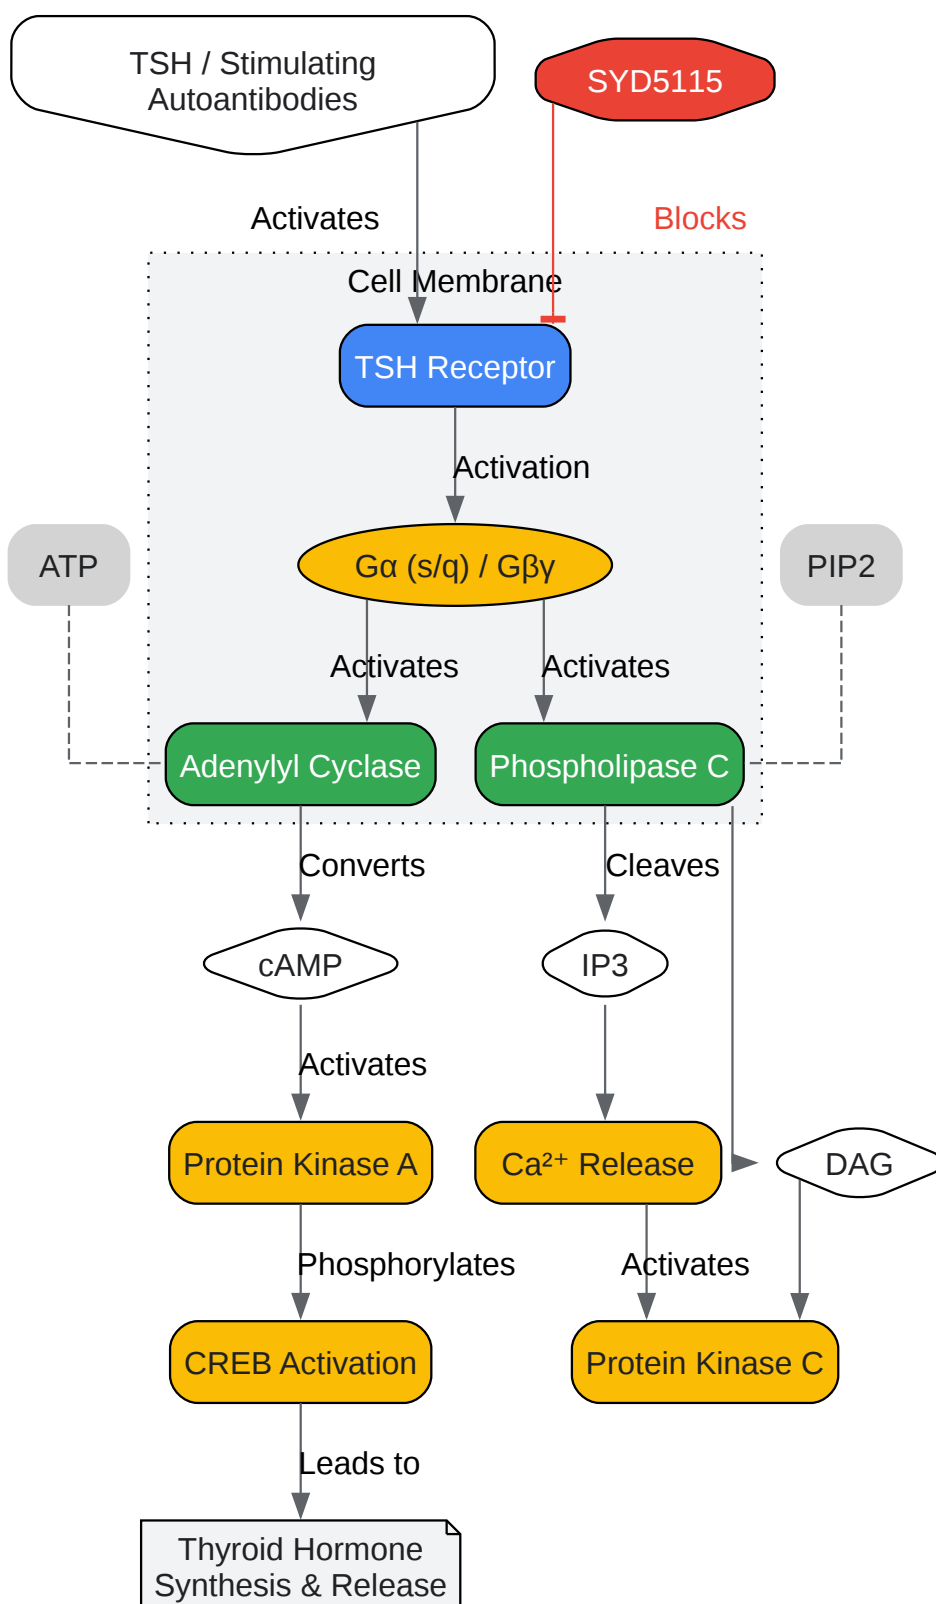 TSH / Stimulating
Autoantibodies
SYD5115
Activates
Blocks
Cell Membrane
TSH Receptor
Activation
ATP
Gα (s/q) / Gβγ
PIP2
Activates
Activates
Adenylyl Cyclase
Phospholipase C
Converts
Cleaves
cAMP
IP3
Activates
Protein Kinase A
Ca²⁺ Release
DAG
Phosphorylates
Activates
CREB Activation
Protein Kinase C
Leads to
Thyroid Hormone
Synthesis & Release